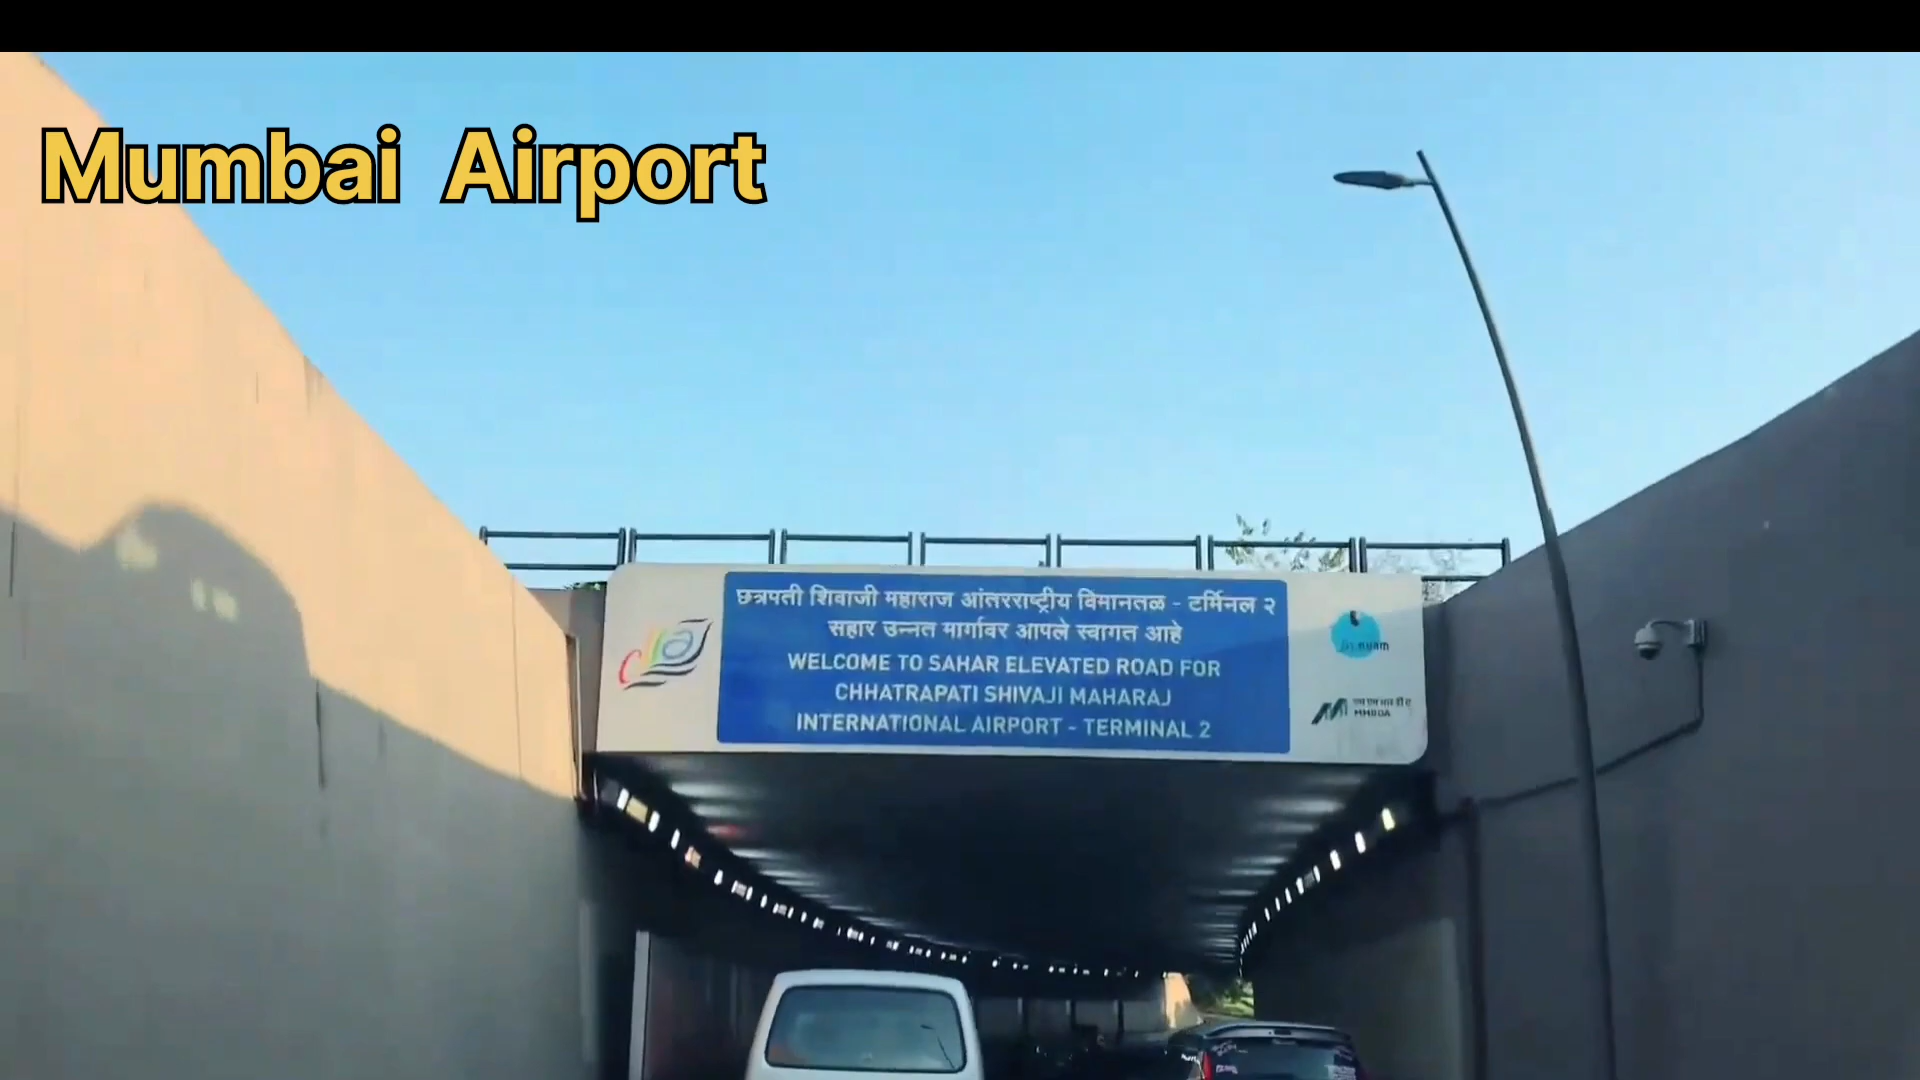 Mumbai Airport
छत्रपती शिवाजी महाराज आंतरराष्ट्रीय विमानतळ - टर्मिनल २
सहार उन्नत मार्गावर आपले स्वागत आहे
WELCOME TO SAHAR ELEVATED ROAD FOR
CHHATRAPATI SHIVAJI MAHARAJ
INTERNATIONAL AIRPORT - TERMINAL 2
MMRDA